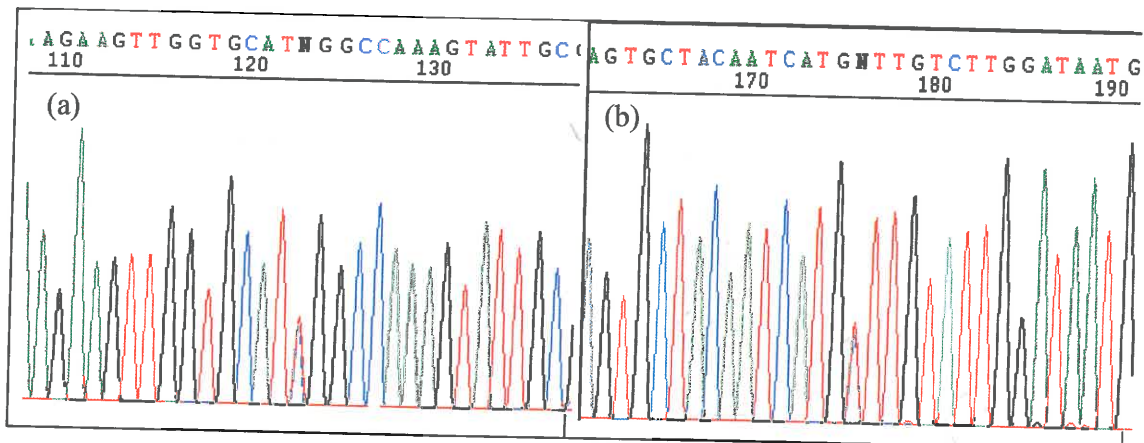 AGAAGTTGGTGCATNGGCCAAAGTATTGC
110 120 130
(a)
AGTGCTACAATCATGNTTGTCTTGGATAATG
170 180 190
(b)